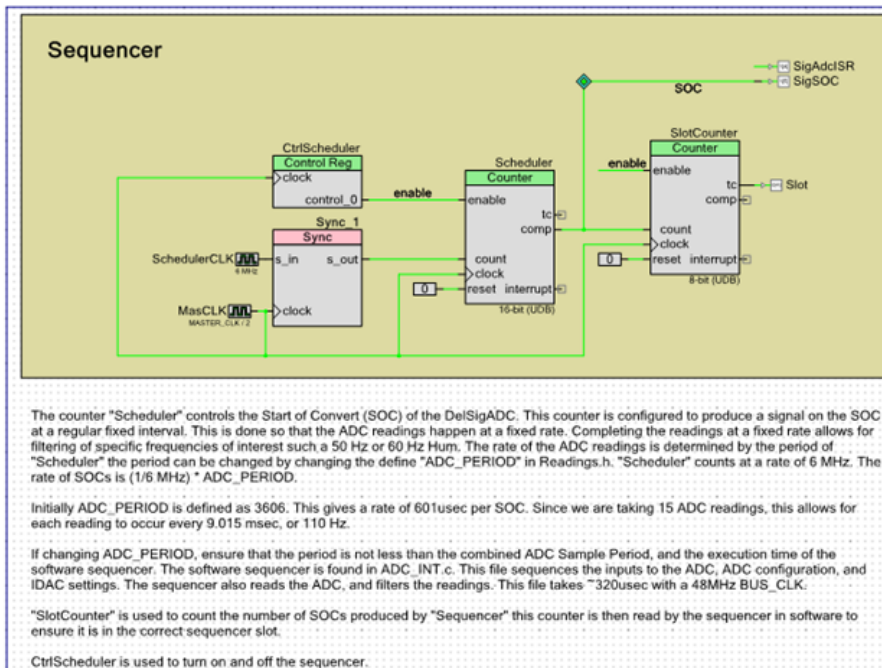 Sequencer
SigAdcISR
SigSOC
SOC
CtrlScheduler
Control Reg
clock
control_0
enable
Scheduler
Counter
enable
tc
comp
count
clock
reset
interrupt
16-bit (UDB)
0
SlotCounter
Counter
enable
enable
tc
comp
Slot
count
clock
reset
interrupt
8-bit (UDB)
0
Sync_1
Sync
SchedulerCLK
6 MHz
s_in
s_out
MasCLK
MASTER_CLK / 2
clock
The counter "Scheduler" controls the Start of Convert (SOC) of the DelSigADC. This counter is configured to produce a signal on the SOC
at a regular fixed interval. This is done so that the ADC readings happen at a fixed rate. Completing the readings at a fixed rate allows for
filtering of specific frequencies of interest such a 50 Hz or 60 Hz Hum. The rate of the ADC readings is determined by the period of
"Scheduler" the period can be changed by changing the define "ADC_PERIOD" in Readings.h. "Scheduler" counts at a rate of 6 MHz. The
rate of SOCs is (1/6 MHz) * ADC_PERIOD.
Initially ADC_PERIOD is defined as 3606. This gives a rate of 601usec per SOC. Since we are taking 15 ADC readings, this allows for
each reading to occur every 9.015 msec, or 110 Hz.
If changing ADC_PERIOD, ensure that the period is not less than the combined ADC Sample Period, and the execution time of the
software sequencer. The software sequencer is found in ADC_INT.c. This file sequences the inputs to the ADC, ADC configuration, and
IDAC settings. The sequencer also reads the ADC, and filters the readings. This file takes ~320usec with a 48MHz BUS_CLK.
"SlotCounter" is used to count the number of SOCs produced by "Sequencer" this counter is then read by the sequencer in software to
ensure it is in the correct sequencer slot.
CtrlScheduler is used to turn on and off the sequencer.